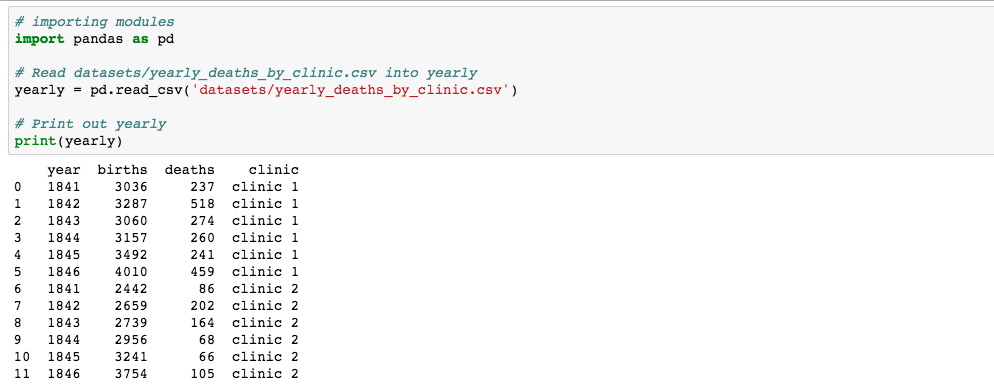 # importing modules
import pandas as pd
# Read datasets/yearly_deaths_by_clinic.csv into yearly
yearly = pd.read_csv('datasets/yearly_deaths_by_clinic.csv')
# Print out yearly
print(yearly)
year births deaths clinic
0 1841 3036 237 clinic 1
1 1842 3287 518 clinic 1
2 1843 3060 274 clinic 1
3 1844 3157 260 clinic 1
4 1845 3492 241 clinic 1
5 1846 4010 459 clinic 1
6 1841 2442 86 clinic 2
7 1842 2659 202 clinic 2
8 1843 2739 164 clinic 2
9 1844 2956 68 clinic 2
10 1845 3241 66 clinic 2
11 1846 3754 105 clinic 2